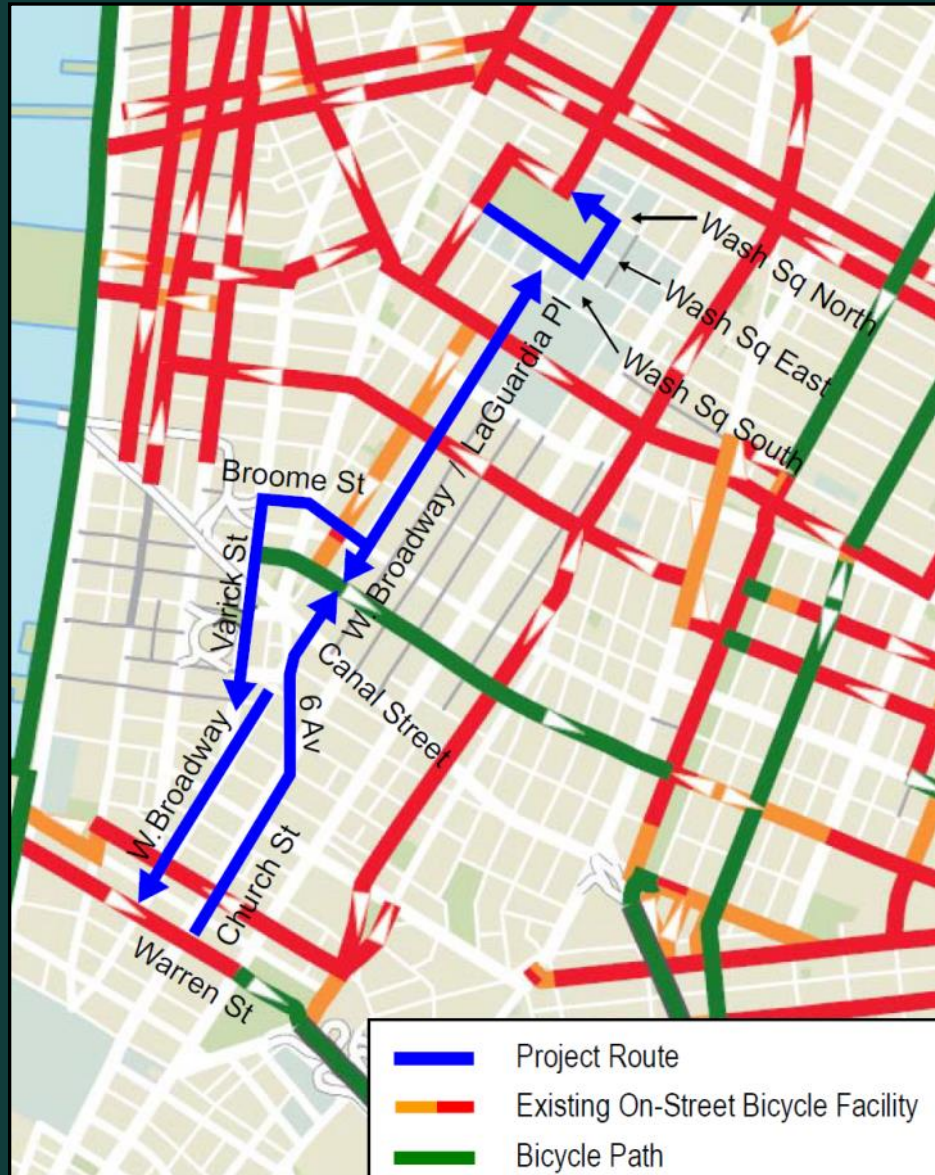 Wash Sq North
Wash Sq East
Wash Sq South
W. Broadway / LaGuardia Pl
Broome St
Varick St
Canal Street
6 Av
W.Broadway
Church St
Warren St
Project Route
Existing On-Street Bicycle Facility
Bicycle Path